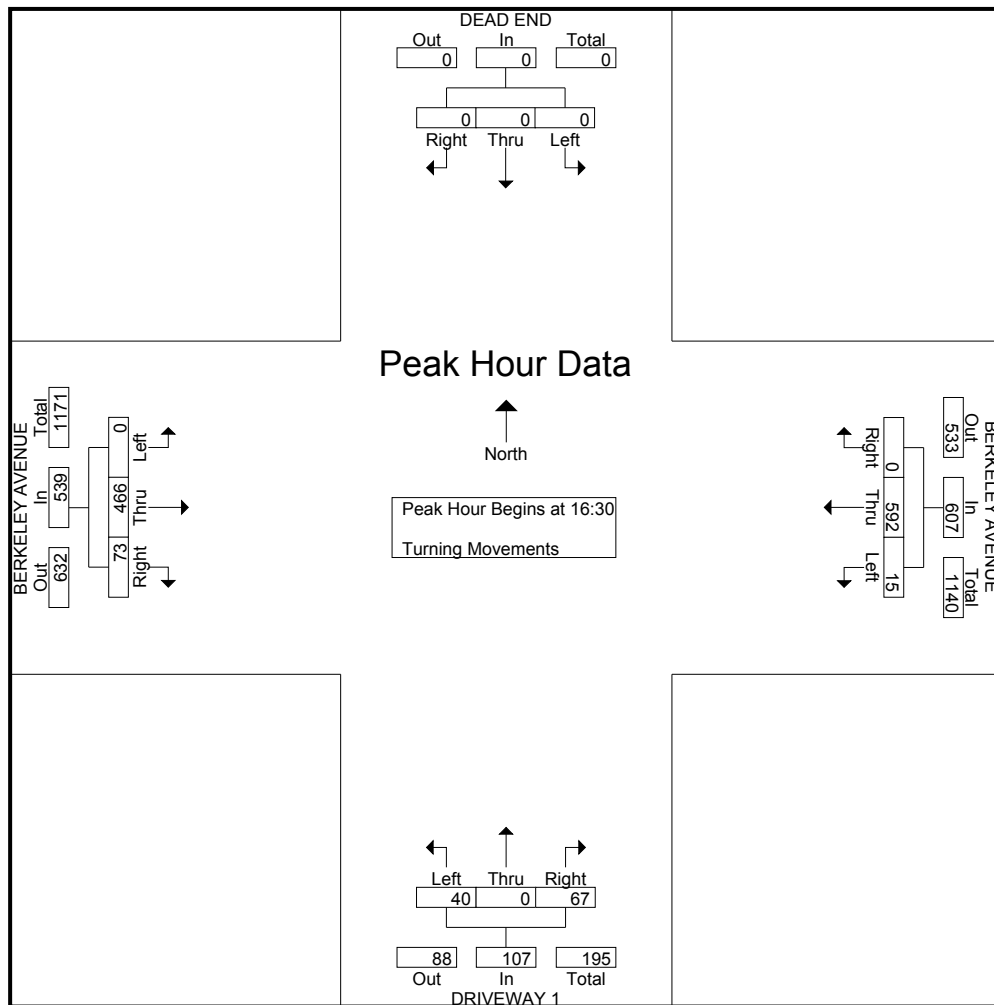 DEAD END
Out In Total
0 0 0
0 0 0
Right Thru Left
Peak Hour Data
North
Peak Hour Begins at 16:30
Turning Movements
BERKELEY AVENUE
Out In Total
632 539 1171
73 466 0
Right Thru Left
BERKELEY AVENUE
Out In Total
533 607 1140
0 592 15
Right Thru Left
Left Thru Right
40 0 67
88 107 195
Out In Total
DRIVEWAY 1